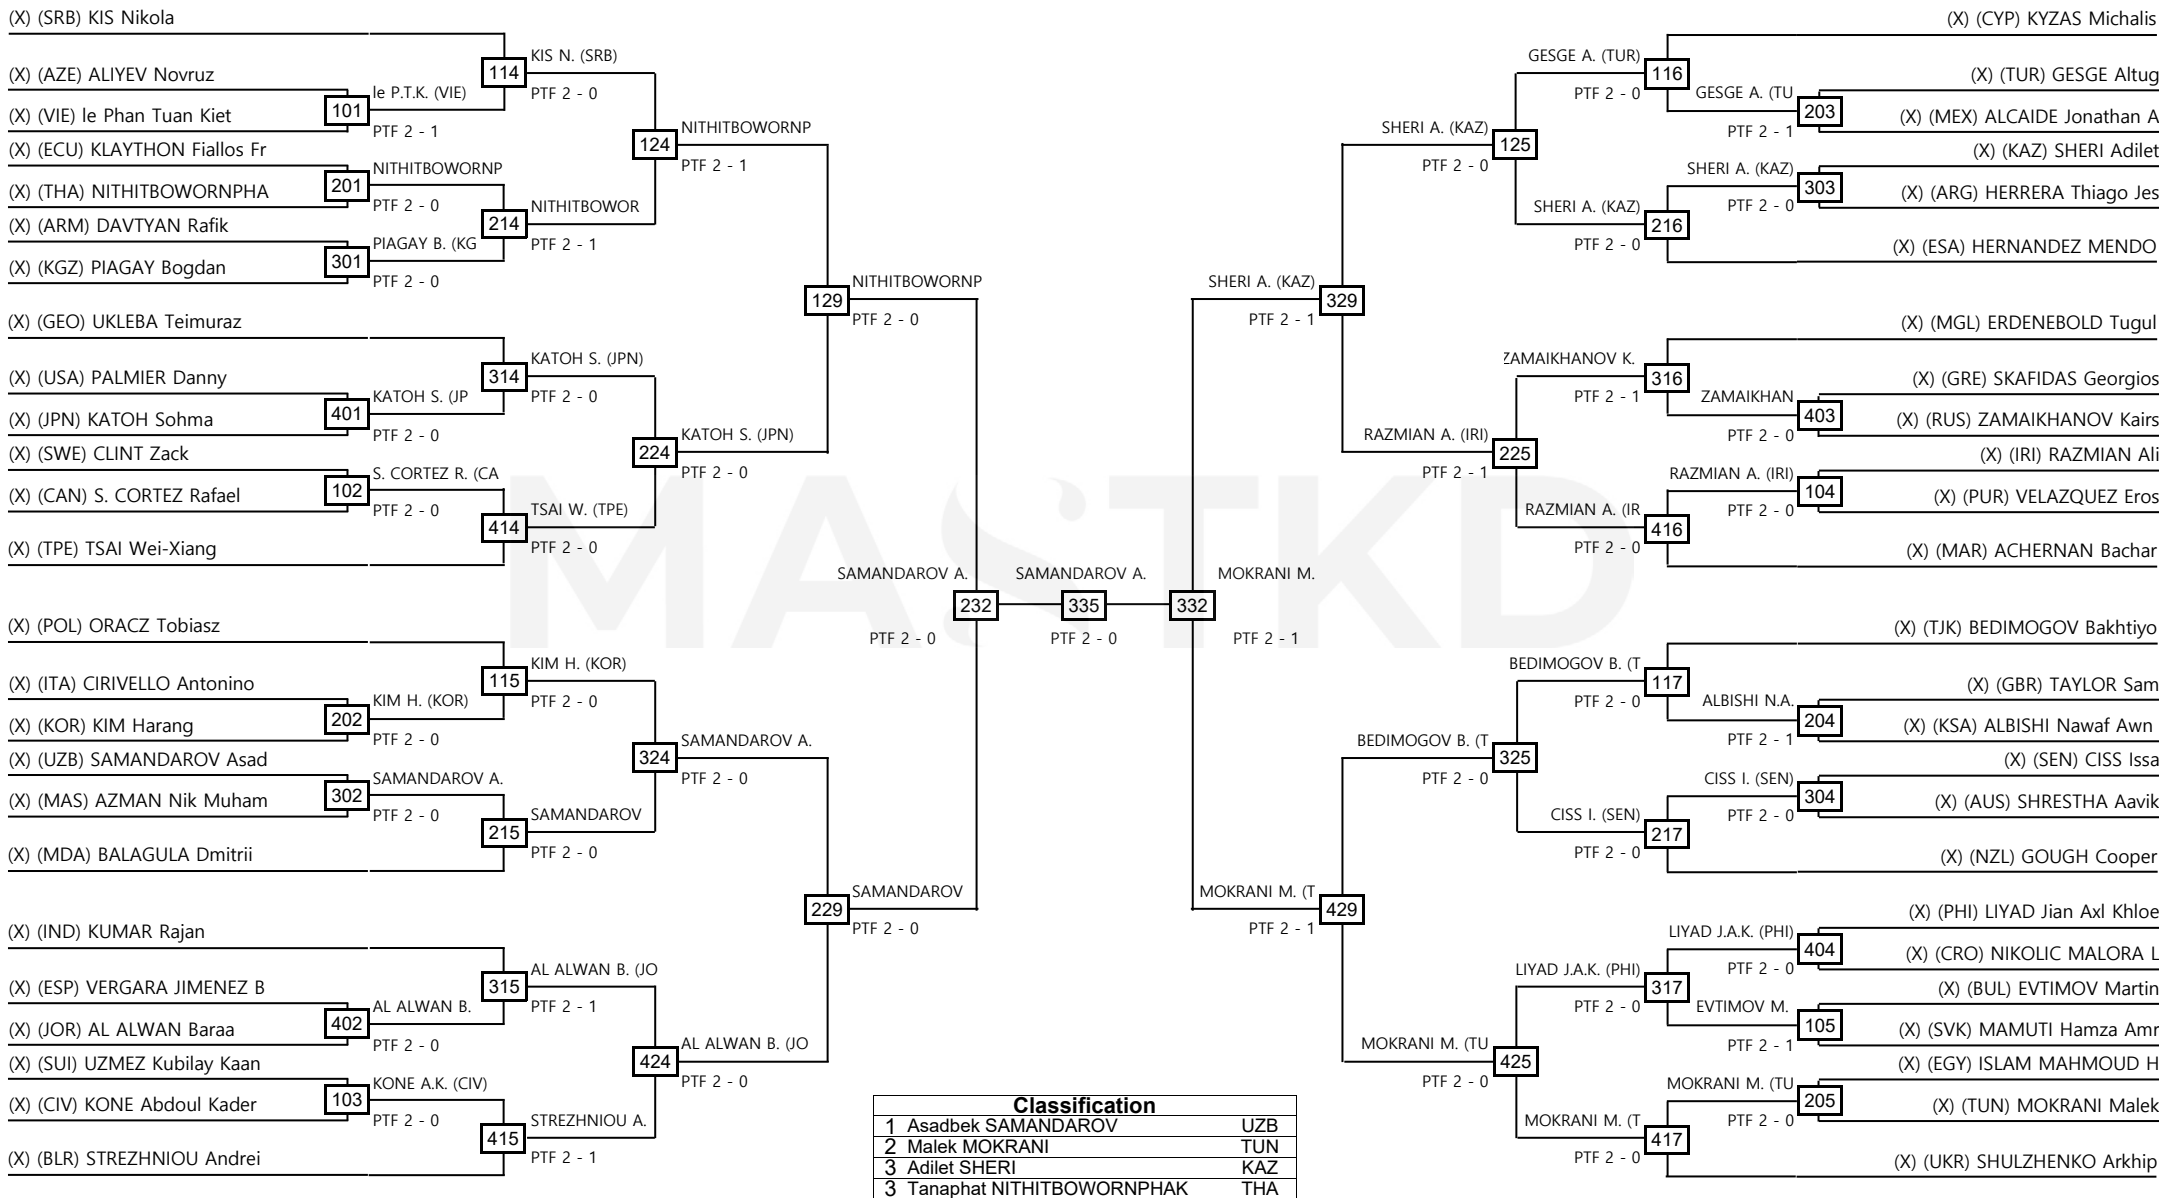 (X) (SRB) KIS Nikola
(X) (AZE) ALIYEV Novruz
(X) (VIE) le Phan Tuan Kiet
(X) (ECU) KLAYTHON Fiallos Fr
(X) (THA) NITHITBOWORNPHA
(X) (ARM) DAVTYAN Rafik
(X) (KGZ) PIAGAY Bogdan
(X) (GEO) UKLEBA Teimuraz
(X) (USA) PALMIER Danny
(X) (JPN) KATOH Sohma
(X) (SWE) CLINT Zack
(X) (CAN) S. CORTEZ Rafael
(X) (TPE) TSAI Wei-Xiang
(X) (POL) ORACZ Tobiasz
(X) (ITA) CIRIVELLO Antonino
(X) (KOR) KIM Harang
(X) (UZB) SAMANDAROV Asad
(X) (MAS) AZMAN Nik Muham
(X) (MDA) BALAGULA Dmitrii
(X) (IND) KUMAR Rajan
(X) (ESP) VERGARA JIMENEZ B
(X) (JOR) AL ALWAN Baraa
(X) (SUI) UZMEZ Kubilay Kaan
(X) (CIV) KONE Abdoul Kader
(X) (BLR) STREZHNIOU Andrei
101
le P.T.K. (VIE)
PTF 2 - 1
201
NITHITBOWORNP
PTF 2 - 0
301
PIAGAY B. (KG
PTF 2 - 0
401
KATOH S. (JP
PTF 2 - 0
102
S. CORTEZ R. (CA
PTF 2 - 0
202
KIM H. (KOR)
PTF 2 - 0
302
SAMANDAROV A.
PTF 2 - 0
402
AL ALWAN B.
PTF 2 - 0
103
KONE A.K. (CIV)
PTF 2 - 0
114
KIS N. (SRB)
PTF 2 - 0
214
NITHITBOWOR
PTF 2 - 1
314
KATOH S. (JPN)
PTF 2 - 0
414
TSAI W. (TPE)
PTF 2 - 0
115
KIM H. (KOR)
PTF 2 - 0
215
SAMANDAROV
PTF 2 - 0
315
AL ALWAN B. (JO
PTF 2 - 1
415
STREZHNIOU A.
PTF 2 - 1
124
NITHITBOWORNP
PTF 2 - 1
224
KATOH S. (JPN)
PTF 2 - 0
324
SAMANDAROV A.
PTF 2 - 0
424
AL ALWAN B. (JO
PTF 2 - 0
129
NITHITBOWORNP
PTF 2 - 0
229
SAMANDAROV
PTF 2 - 0
SAMANDAROV A.
232
PTF 2 - 0
SAMANDAROV A.
335
PTF 2 - 0
MOKRANI M.
332
PTF 2 - 1
MASTKD
SHERI A. (KAZ)
329
PTF 2 - 1
MOKRANI M. (T
429
PTF 2 - 1
SHERI A. (KAZ)
125
PTF 2 - 0
RAZMIAN A. (IRI)
225
PTF 2 - 1
BEDIMOGOV B. (T
325
PTF 2 - 0
MOKRANI M. (TU
425
PTF 2 - 0
GESGE A. (TUR)
116
PTF 2 - 0
SHERI A. (KAZ)
216
PTF 2 - 0
ZAMAIKHANOV K.
316
PTF 2 - 1
RAZMIAN A. (IR
416
PTF 2 - 0
BEDIMOGOV B. (T
117
PTF 2 - 0
CISS I. (SEN)
217
PTF 2 - 0
LIYAD J.A.K. (PHI)
317
PTF 2 - 0
MOKRANI M. (T
417
PTF 2 - 0
GESGE A. (TU
203
PTF 2 - 1
SHERI A. (KAZ)
303
PTF 2 - 0
ZAMAIKHAN
403
PTF 2 - 0
RAZMIAN A. (IRI)
104
PTF 2 - 0
ALBISHI N.A.
204
PTF 2 - 1
CISS I. (SEN)
304
PTF 2 - 0
LIYAD J.A.K. (PHI)
404
PTF 2 - 0
EVTIMOV M.
105
PTF 2 - 1
MOKRANI M. (TU
205
PTF 2 - 0
(X) (CYP) KYZAS Michalis
(X) (TUR) GESGE Altug
(X) (MEX) ALCAIDE Jonathan A
(X) (KAZ) SHERI Adilet
(X) (ARG) HERRERA Thiago Jes
(X) (ESA) HERNANDEZ MENDO
(X) (MGL) ERDENEBOLD Tugul
(X) (GRE) SKAFIDAS Georgios
(X) (RUS) ZAMAIKHANOV Kairs
(X) (IRI) RAZMIAN Ali
(X) (PUR) VELAZQUEZ Eros
(X) (MAR) ACHERNAN Bachar
(X) (TJK) BEDIMOGOV Bakhtiyo
(X) (GBR) TAYLOR Sam
(X) (KSA) ALBISHI Nawaf Awn
(X) (SEN) CISS Issa
(X) (AUS) SHRESTHA Aavik
(X) (NZL) GOUGH Cooper
(X) (PHI) LIYAD Jian Axl Khloe
(X) (CRO) NIKOLIC MALORA L
(X) (BUL) EVTIMOV Martin
(X) (SVK) MAMUTI Hamza Amr
(X) (EGY) ISLAM MAHMOUD H
(X) (TUN) MOKRANI Malek
(X) (UKR) SHULZHENKO Arkhip
Classification
1 Asadbek SAMANDAROV UZB
2 Malek MOKRANI TUN
3 Adilet SHERI KAZ
3 Tanaphat NITHITBOWORNPHAK THA